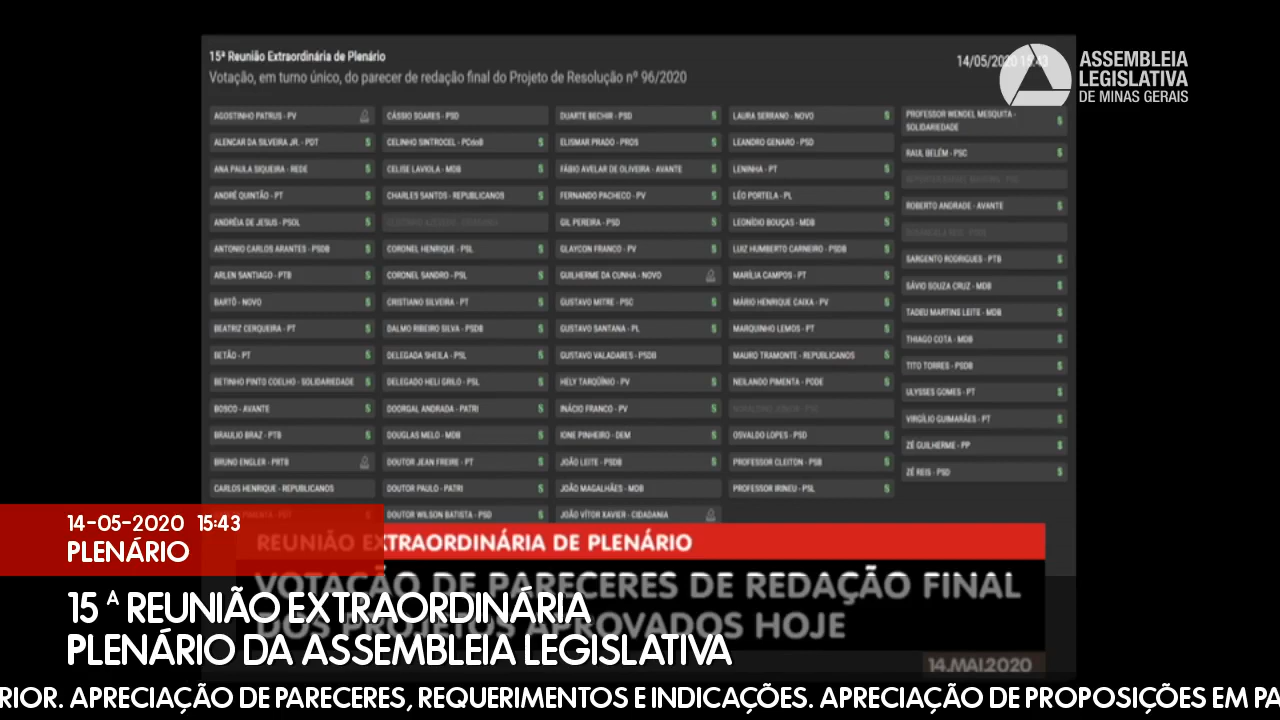 15ª Reunião Extraordinária de Plenário
14/05/2020 15:43
Votação, em turno único, do parecer de redação final do Projeto de Resolução nº 96/2020
ASSEMBLEIA
LEGISLATIVA
DE MINAS GERAIS
AGOSTINHO PATRUS - PV
ALENCAR DA SILVEIRA JR. - PDT S
ANA PAULA SIQUEIRA - REDE S
ANDRÉ QUINTÃO - PT S
ANDRÉIA DE JESUS - PSOL S
ANTONIO CARLOS ARANTES - PSDB S
ARLEN SANTIAGO - PTB S
BARTÔ - NOVO S
BEATRIZ CERQUEIRA - PT S
BETÃO - PT S
BETINHO PINTO COELHO - SOLIDARIEDADE S
BOSCO - AVANTE S
BRAULIO BRAZ - PTB S
BRUNO ENGLER - PRTB
CARLOS HENRIQUE - REPUBLICANOS
CÁSSIO SOARES - PSD
CELINHO SINTROCEL - PCdoB S
CELISE LAVIOLA - MDB S
CHARLES SANTOS - REPUBLICANOS S
CORONEL HENRIQUE - PSL S
CORONEL SANDRO - PSL S
CRISTIANO SILVEIRA - PT S
DALMO RIBEIRO SILVA - PSDB S
DELEGADA SHEILA - PSL S
DELEGADO HELI GRILO - PSL S
DOORGAL ANDRADA - PATRI S
DOUGLAS MELO - MDB S
DOUTOR JEAN FREIRE - PT S
DOUTOR PAULO - PATRI S
DOUTOR WILSON BATISTA - PSD S
DUARTE BECHIR - PSD S
ELISMAR PRADO - PROS S
FÁBIO AVELAR DE OLIVEIRA - AVANTE S
FERNANDO PACHECO - PV S
GIL PEREIRA - PSD S
GLAYCON FRANCO - PV S
GUILHERME DA CUNHA - NOVO
GUSTAVO MITRE - PSC S
GUSTAVO SANTANA - PL S
GUSTAVO VALADARES - PSDB
HELY TARQÜÍNIO - PV S
INÁCIO FRANCO - PV S
IONE PINHEIRO - DEM S
JOÃO LEITE - PSDB S
JOÃO MAGALHÃES - MDB
JOÃO VÍTOR XAVIER - CIDADANIA
LAURA SERRANO - NOVO S
LEANDRO GENARO - PSD
LENINHA - PT S
LÉO PORTELA - PL S
LEONÍDIO BOUÇAS - MDB S
LUIZ HUMBERTO CARNEIRO - PSDB S
MARÍLIA CAMPOS - PT S
MÁRIO HENRIQUE CAIXA - PV S
MARQUINHO LEMOS - PT S
MAURO TRAMONTE - REPUBLICANOS S
NEILANDO PIMENTA - PODE S
OSVALDO LOPES - PSD S
PROFESSOR CLEITON - PSB S
PROFESSOR IRINEU - PSL S
PROFESSOR WENDEL MESQUITA -
SOLIDARIEDADE S
RAUL BELÉM - PSC S
ROBERTO ANDRADE - AVANTE S
SARGENTO RODRIGUES - PTB S
SÁVIO SOUZA CRUZ - MDB S
TADEU MARTINS LEITE - MDB S
THIAGO COTA - MDB S
TITO TORRES - PSDB S
ULYSSES GOMES - PT S
VIRGÍLIO GUIMARÃES - PT S
ZÉ GUILHERME - PP S
ZÉ REIS - PSD S
14-05-2020 15:43
PLENÁRIO
REUNIÃO EXTRAORDINÁRIA DE PLENÁRIO
VOTAÇÃO DE PARECERES DE REDAÇÃO FINAL
DOS PROJETOS APROVADOS HOJE
14.MAI.2020
15ª REUNIÃO EXTRAORDINÁRIA
PLENÁRIO DA ASSEMBLEIA LEGISLATIVA
RIOR. APRECIAÇÃO DE PARECERES, REQUERIMENTOS E INDICAÇÕES. APRECIAÇÃO DE PROPOSIÇÕES EM PA